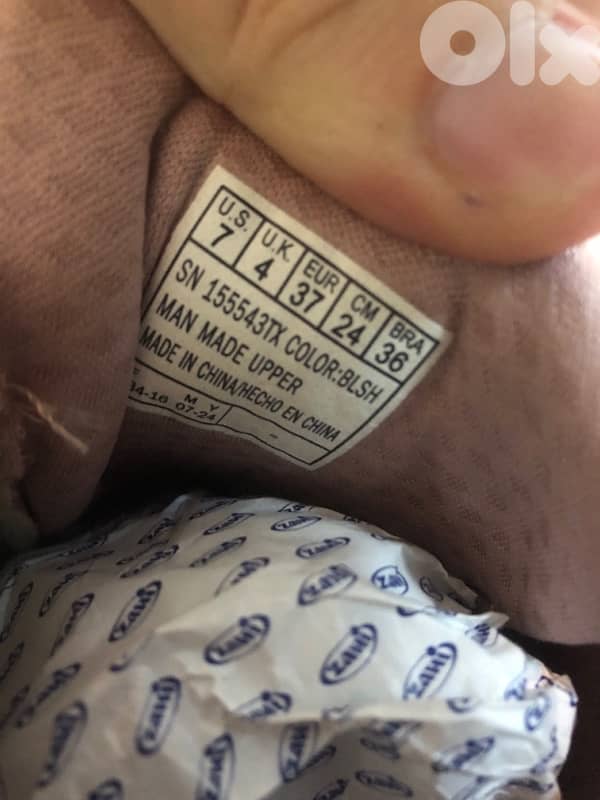 olx
U.S. U.K. EUR CM BRA
7 4 37 24 36
SN 155543TX COLOR:BLSH
MAN MADE UPPER
MADE IN CHINA/HECHO EN CHINA
M Y
07-24 -